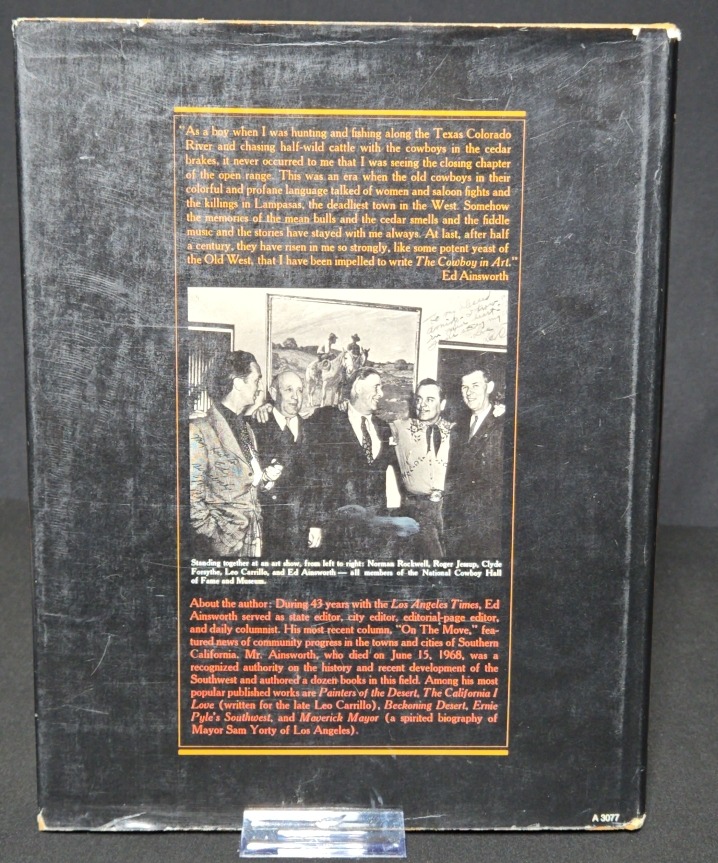 "As a boy when I was hunting and fishing along the Texas Colorado
River and chasing half-wild cattle with the cowboys in the cedar
brakes, it never occurred to me that I was seeing the closing chapter
of the open range. This was an era when the old cowboys in their
colorful and profane language talked of women and saloon fights and
the killings in Lampasas, the deadliest town in the West. Somehow
the memories of the mean bulls and the cedar smells and the fiddle
music and the stories have stayed with me always. At last, after half
a century, they have risen in me so strongly, like some potent yeast of
the Old West, that I have been impelled to write The Cowboy in Art."
Ed Ainsworth
Standing together at an art show, from left to right: Norman Rockwell, Roger Jessup, Clyde
Forsythe, Leo Carrillo, and Ed Ainsworth — all members of the National Cowboy Hall
of Fame and Museum.
About the author: During 43 years with the Los Angeles Times, Ed
Ainsworth served as state editor, city editor, editorial-page editor,
and daily columnist. His most recent column, "On The Move," fea-
tured news of community progress in the towns and cities of Southern
California. Mr. Ainsworth, who died on June 15, 1968, was a
recognized authority on the history and recent development of the
Southwest and authored a dozen books in this field. Among his most
popular published works are Painters of the Desert, The California I
Love (written for the late Leo Carrillo), Beckoning Desert, Ernie
Pyle's Southwest, and Maverick Mayor (a spirited biography of
Mayor Sam Yorty of Los Angeles).
A 3077